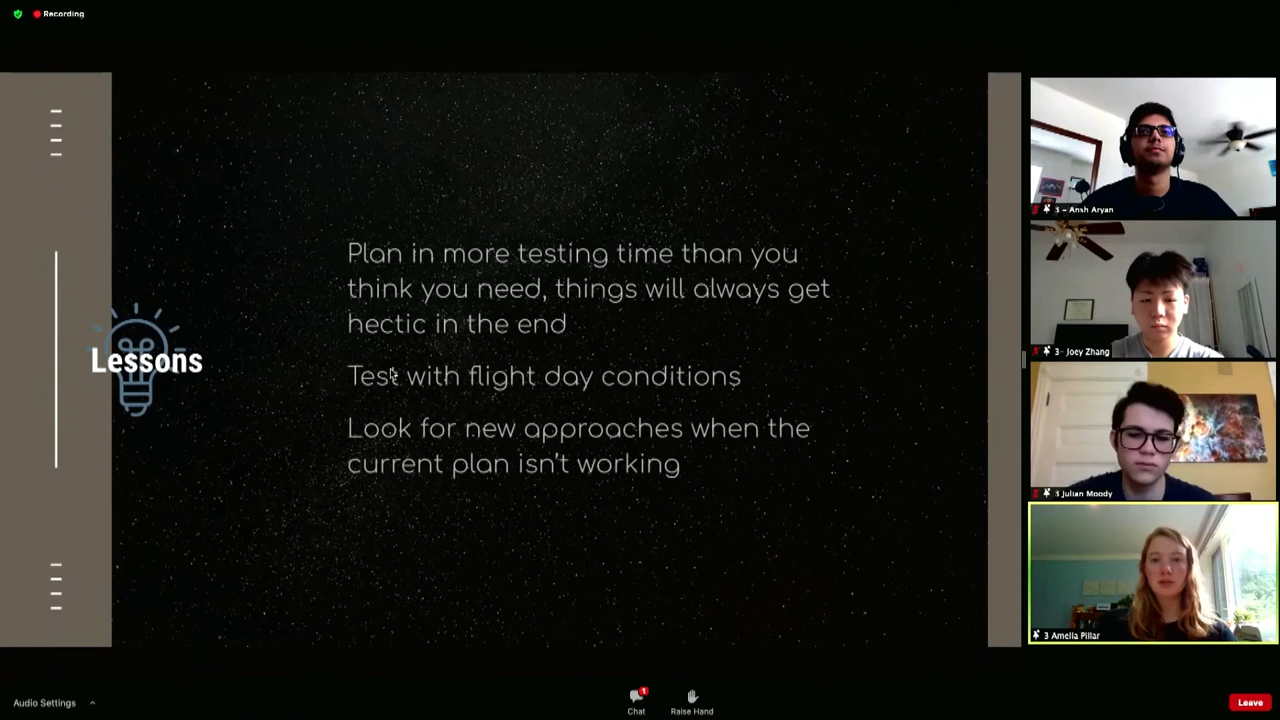 Recording
Plan in more testing time than you
think you need, things will always get
hectic in the end
Lessons
Test with flight day conditions
Look for new approaches when the
current plan isn't working
3 - Ansh Aryan
3- Joey Zhang
3 Julian Moody
3 Amelia Pillar
Audio Settings
1
Chat
Raise Hand
Leave